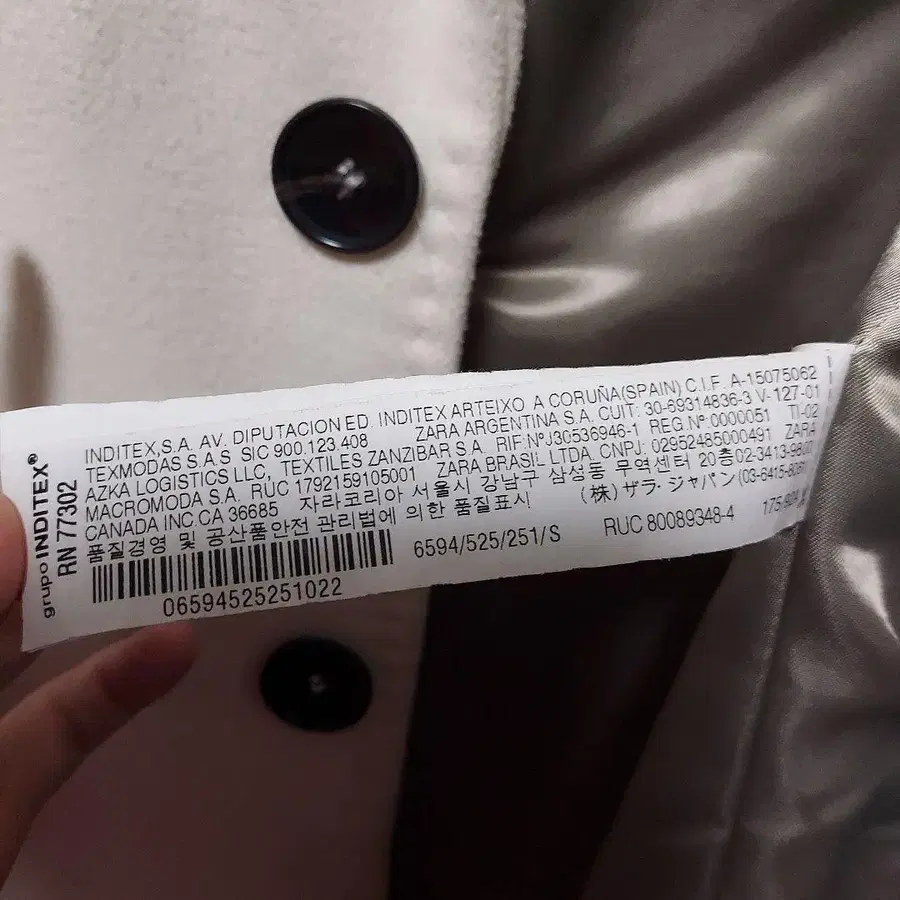 grupo INDITEX®
RN 77302
INDITEX,S.A. AV. DIPUTACION ED. INDITEX ARTEIXO A CORUÑA(SPAIN) C.I.F. A-15075062
TEXMODAS S.A.S SIC 900.123.408 ZARA ARGENTINA S.A. CUIT: 30-69314836-3 V-127-01
AZKA LOGISTICS LLC, TEXTILES ZANZIBAR S.A. RIF NºJ30536946-1 REG.Nº:0000051 TI-02
MACROMODA S.A. RUC 1792159105001 ZARA BRASIL LTDA. CNPJ: 02952485000491 ZARA
CANADA INC.CA 36685 자라코리아 서울시 강남구 삼성동 무역센터 20층02-3413-9800
품질경영 및 공산품안전 관리법에 의한 품질표시 (株) ザラ・ジャパン (03-6415-8061
06594525251022
6594/525/251/S RUC 80089348-4